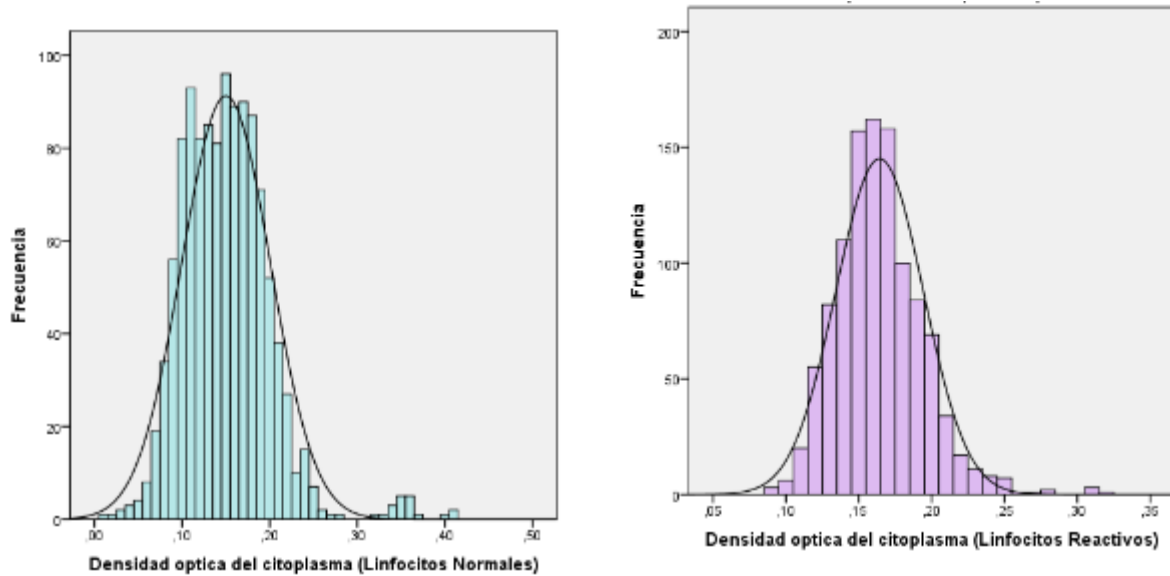 100
80
60
40
20
0
Frecuencia
,00 ,10 ,20 ,30 ,40 ,50
Densidad optica del citoplasma (Linfocitos Normales)
200
150
100
50
0
Frecuencia
,05 ,10 ,15 ,20 ,25 ,30 ,35
Densidad optica del citoplasma (Linfocitos Reactivos)